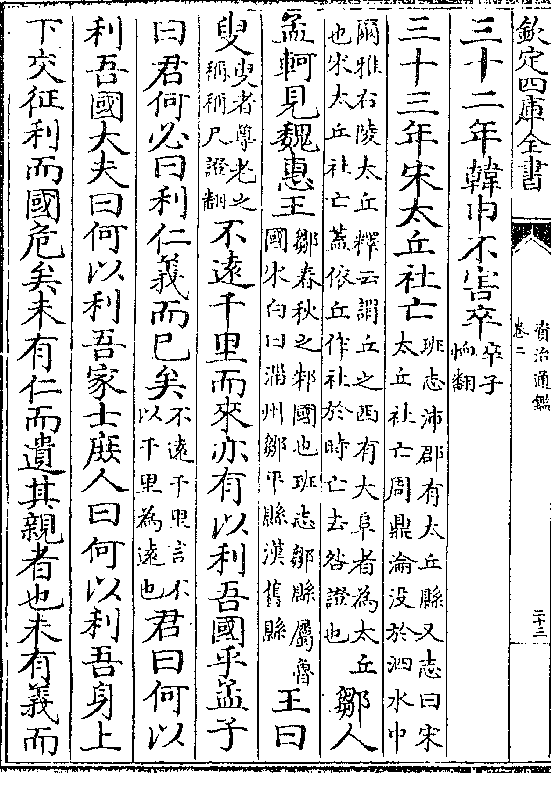 欽定四庫全書
資治通鑑
卷二
二十三
三十二年韓申不害卒卒子恤翻
三十三年宋太丘社亡班志沛郡有太丘縣又志曰宋太丘社亡周鼎淪没於泗水中
爾雅右陵太丘釋云謂丘之西有大阜者為太丘也宋太丘社亡蓋依丘作社於時亡去咎證也鄒人
孟軻見魏惠王鄒春秋之邾國也班志鄒縣屬魯國宋白曰淄州鄒平縣漢舊縣王曰
叟叟者尊老之稱稱尺證翻不遠千里而來亦有以利吾國乎孟子
曰君何必曰利仁義而已矣不遠千里言不以千里為遠也君曰何以
利吾國大夫曰何以利吾家士庶人曰何以利吾身上
下交征利而國危矣未有仁而遺其親者也未有義而